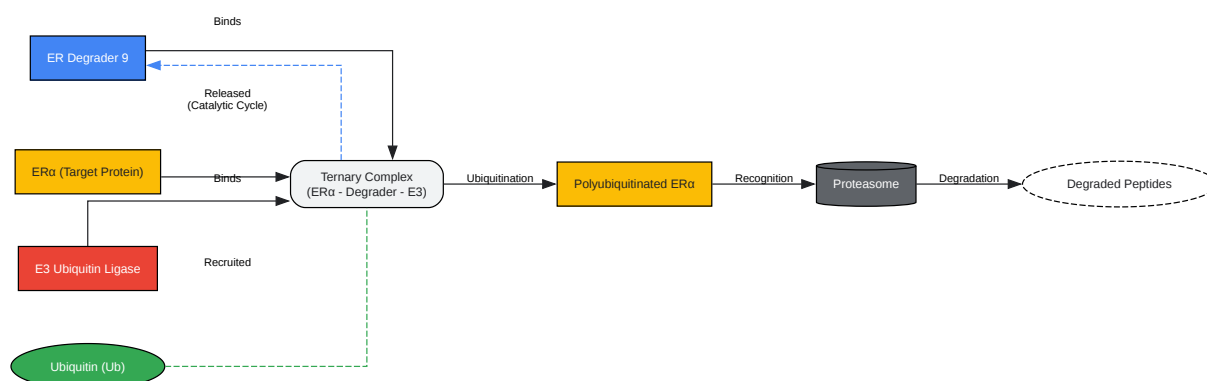 Binds
ER Degrader 9
Released
(Catalytic Cycle)
ERα (Target Protein)
Binds
Ternary Complex
(ERα - Degrader - E3)
Ubiquitination
Polyubiquitinated ERα
Recognition
Proteasome
Degradation
Degraded Peptides
E3 Ubiquitin Ligase
Recruited
Ubiquitin (Ub)